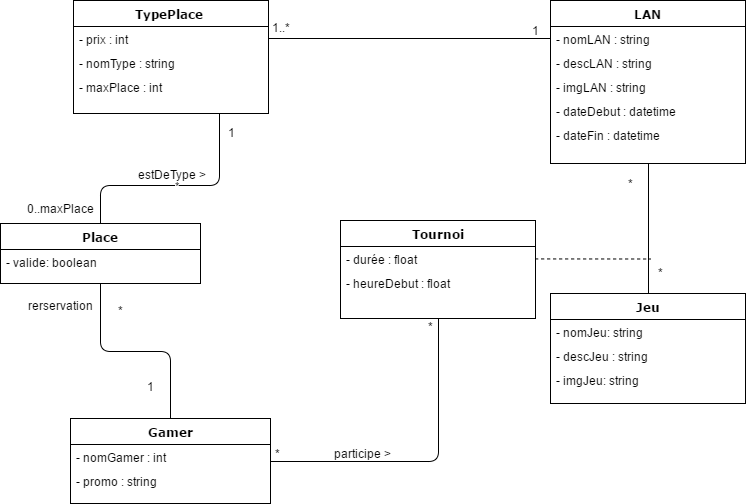 TypePlace
- prix : int
- nomType : string
- maxPlace : int
1..*
1
LAN
- nomLAN : string
- descLAN : string
- imgLAN : string
- dateDebut : datetime
- dateFin : datetime
1
estDeType >
*
0..maxPlace
Place
- valide: boolean
rerservation
*
1
Tournoi
- durée : float
- heureDebut : float
*
*
*
Jeu
- nomJeu: string
- descJeu : string
- imgJeu: string
Gamer
- nomGamer : int
- promo : string
*
participe >